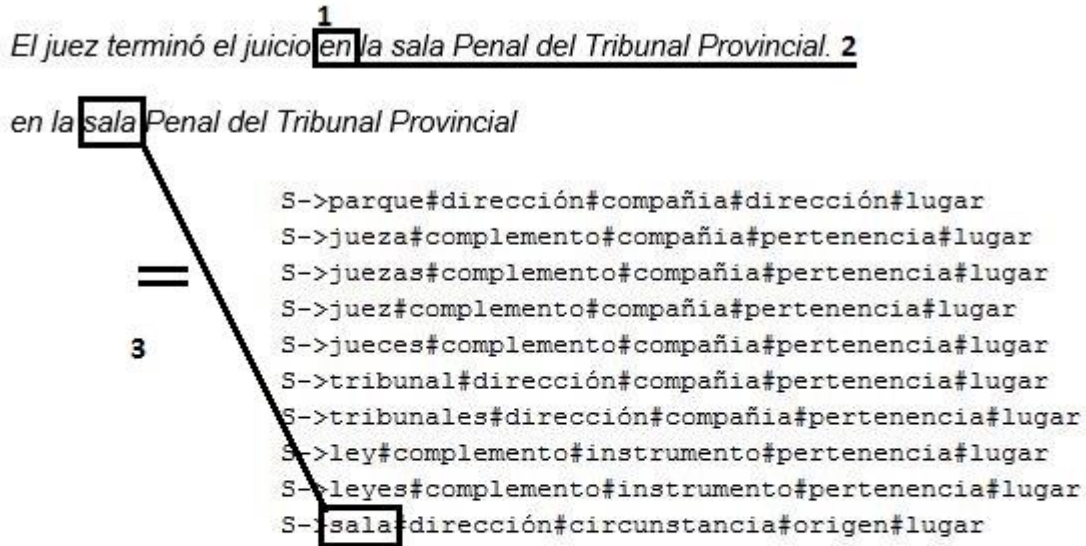 1
El juez terminó el juicio en la sala Penal del Tribunal Provincial. 2
en la sala Penal del Tribunal Provincial
S->parque#dirección#compañia#dirección#lugar
S->jueza#complemento#compañia#pertenencia#lugar
=
S->juezas#complemento#compañia#pertenencia#lugar
S->juez#complemento#compañia#pertenencia#lugar
3
S->jueces#complemento#compañia#pertenencia#lugar
S->tribunal#dirección#compañia#pertenencia#lugar
S->tribunales#dirección#compañia#pertenencia#lugar
S->ley#complemento#instrumento#pertenencia#lugar
S->leyes#complemento#instrumento#pertenencia#lugar
S->sala#dirección#circunstancia#origen#lugar